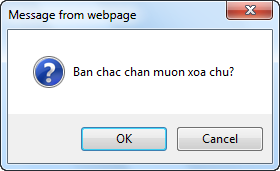 Message from webpage
Ban chac chan muon xoa chu?
OK
Cancel